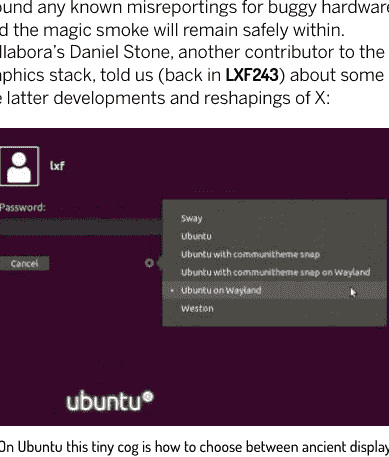 ound any known misreportings for buggy hardware
d the magic smoke will remain safely within.
llabora's Daniel Stone, another contributor to the
aphics stack, told us (back in LXF243) about some
e latter developments and reshapings of X:
lxf
Password:
Cancel
Sway
Ubuntu
Ubuntu with communitheme snap
Ubuntu with communitheme snap on Wayland
Ubuntu on Wayland
Weston
ubuntu
On Ubuntu this tiny cog is how to choose between ancient display